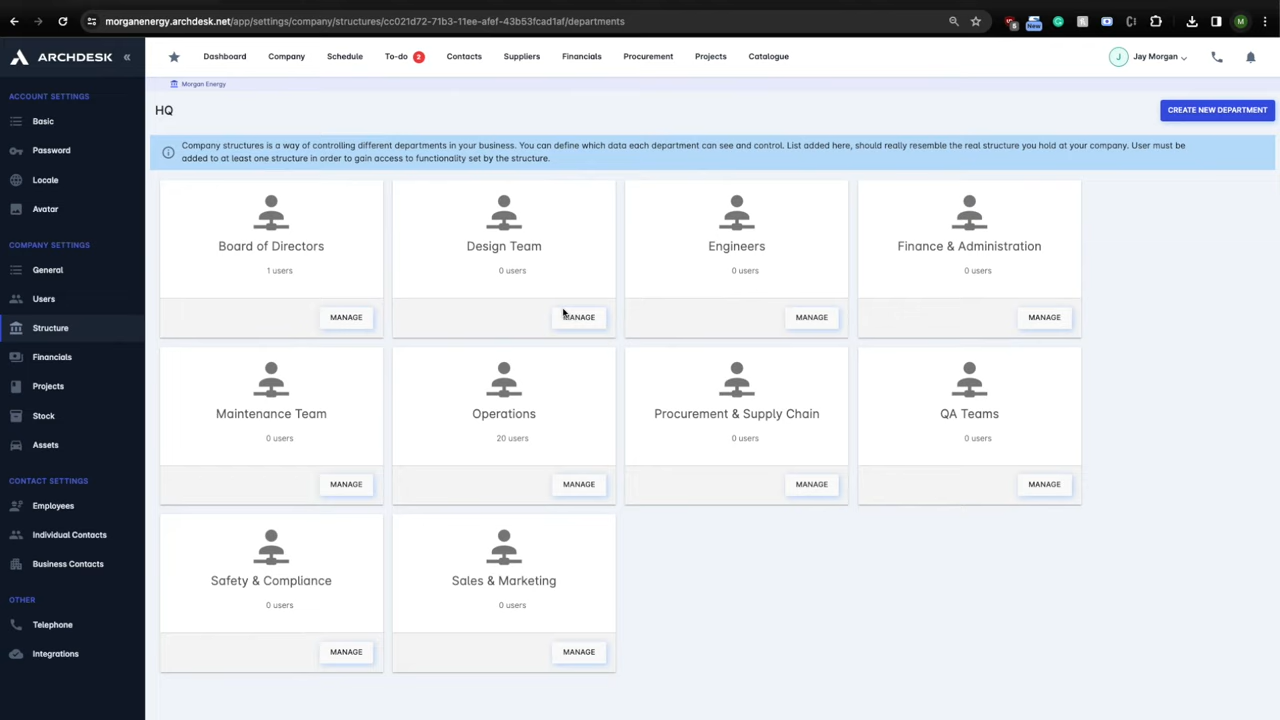 morganenergy.archdesk.net/app/settings/company/structures/cc021d72-71b3-11ee-afef-43b53fcad1af/departments
6
New
M
ARCHDESK
Dashboard
Company
Schedule
To-do 2
Contacts
Suppliers
Financials
Procurement
Projects
Catalogue
J Jay Morgan
ACCOUNT SETTINGS
Basic
Password
Locale
Avatar
COMPANY SETTINGS
General
Users
Structure
Financials
Projects
Stock
Assets
CONTACT SETTINGS
Employees
Individual Contacts
Business Contacts
OTHER
Telephone
Integrations
Morgan Energy
HQ
CREATE NEW DEPARTMENT
Company structures is a way of controlling different departments in your business. You can define which data each department can see and control. List added here, should really resemble the real structure you hold at your company. User must be
added to at least one structure in order to gain access to functionality set by the structure.
Board of Directors
1 users
MANAGE
Design Team
0 users
MANAGE
Engineers
0 users
MANAGE
Finance & Administration
0 users
MANAGE
Maintenance Team
0 users
MANAGE
Operations
20 users
MANAGE
Procurement & Supply Chain
0 users
MANAGE
QA Teams
0 users
MANAGE
Safety & Compliance
0 users
MANAGE
Sales & Marketing
0 users
MANAGE